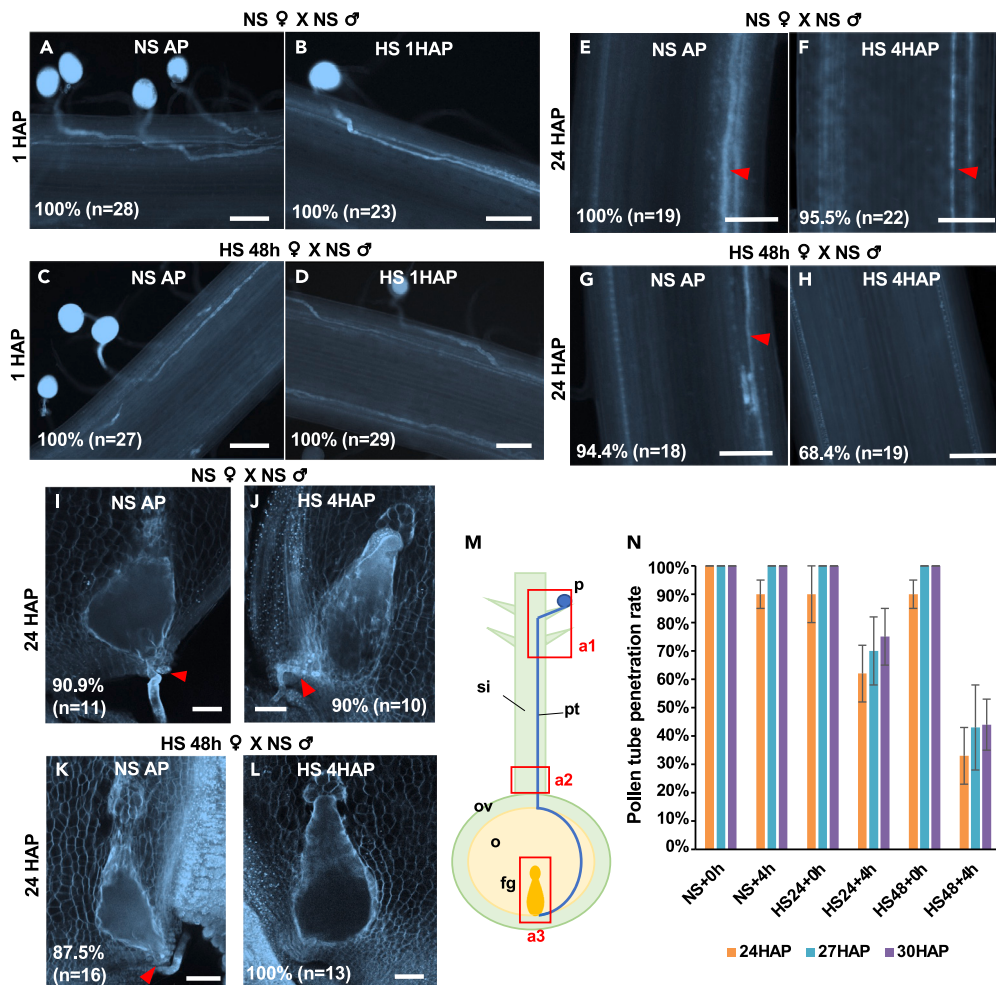 NS ♀ X NS ♂
A NS AP
B HS 1HAP
1 HAP
100% (n=28)
100% (n=23)
HS 48h ♀ X NS ♂
C NS AP
D HS 1HAP
1 HAP
100% (n=27)
100% (n=29)
NS ♀ X NS ♂
E NS AP
F HS 4HAP
24 HAP
100% (n=19)
95.5% (n=22)
HS 48h ♀ X NS ♂
G NS AP
H HS 4HAP
24 HAP
94.4% (n=18)
68.4% (n=19)
NS ♀ X NS ♂
I NS AP
J HS 4HAP
24 HAP
90.9%
(n=11)
90% (n=10)
HS 48h ♀ X NS ♂
K NS AP
L HS 4HAP
24 HAP
87.5%
(n=16)
100% (n=13)
M
p
a1
si
pt
a2
ov
o
fg
a3
N
Pollen tube penetration rate
100%
90%
80%
70%
60%
50%
40%
30%
20%
10%
0%
NS+0h
NS+4h
HS24+0h
HS24+4h
HS48+0h
HS48+4h
24HAP 27HAP 30HAP